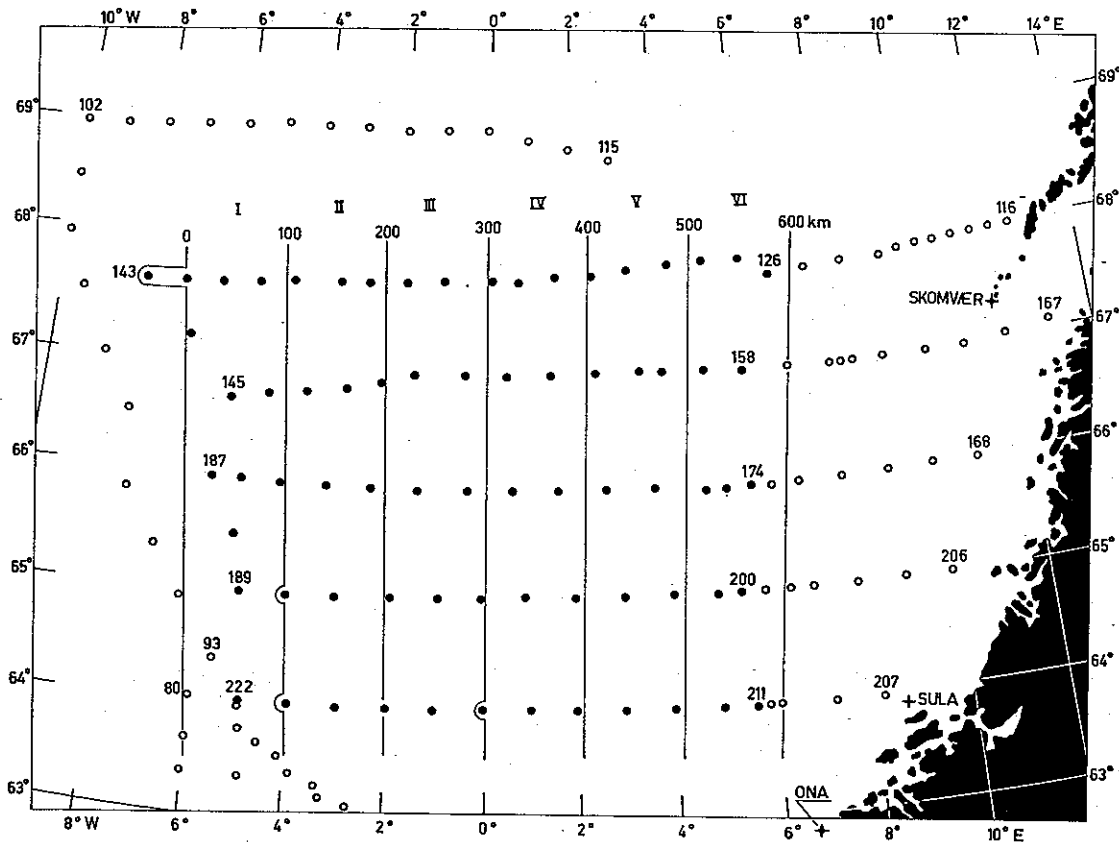 10° W 8° 6° 4° 2° 0° 2° 4° 6° 8° 10° 12° 14° E
69° 102 69°
115
68° I II III IV V VI 116 68°
0 100 200 300 400 500 600 km
143 126
SKOMVÆR 167
67° 67°
145 158
66° 66°
187 174 168
65° 65°
189 200 206
93
64° 80 222 211 207 64°
SULA
63° 63°
ONA
8° W 6° 4° 2° 0° 2° 4° 6° 8° 10° E